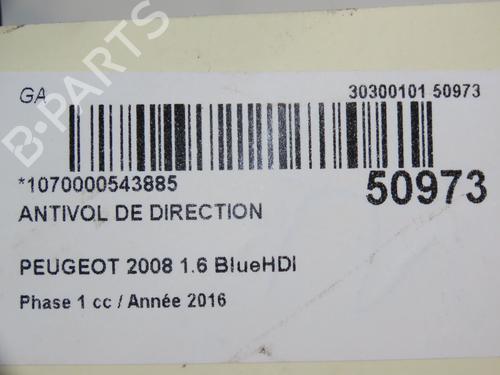 B-PARTS
GA
30300101 50973
*1070000543885
50973
ANTIVOL DE DIRECTION
PEUGEOT 2008 1.6 BlueHDI
Phase 1 cc / Année 2016